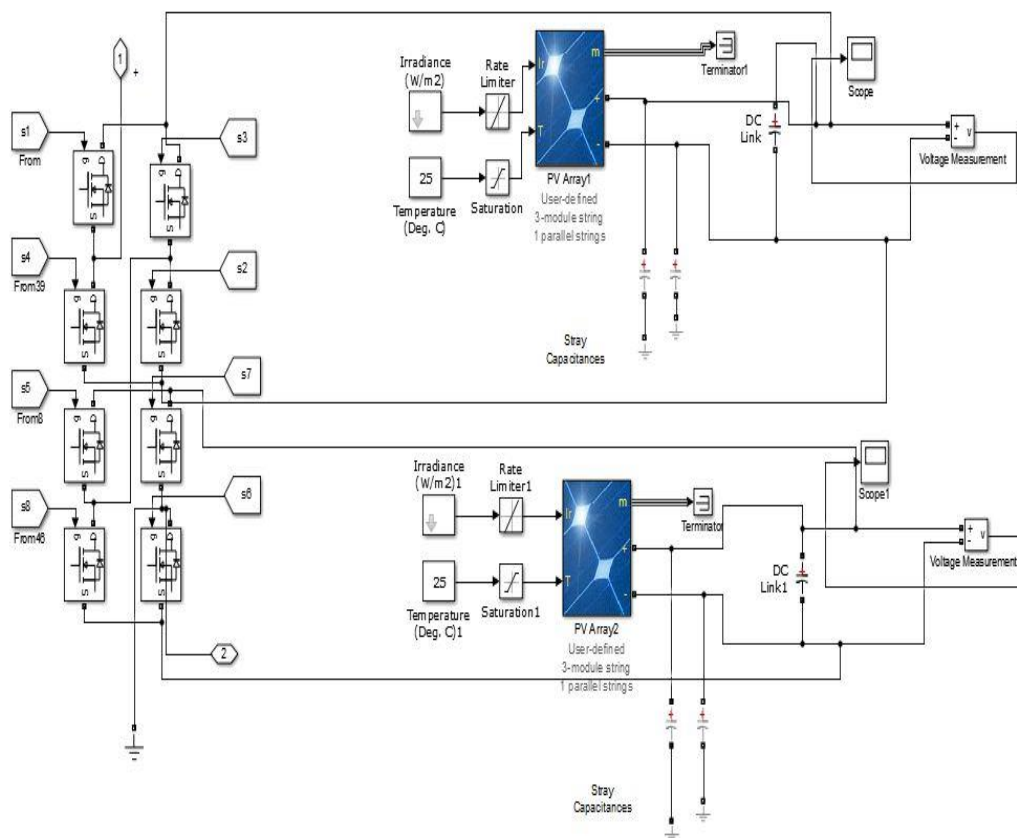 1
+
s1
From
s3
s4
From39
s2
s5
From8
s7
s8
From46
s6
2
g
D
S
g
D
S
g
D
S
g
D
S
g
D
S
g
D
S
g
D
S
g
D
S
Irradiance
(W/m2)
Rate
Limiter
Ir
m
+
T
-
Terminator1
Scope
DC
Link
+
-
v
Voltage Measurement
25
Temperature
(Deg. C)
Saturation
PV Array1
User-defined
3-module string
1 parallel strings
+
+
Stray
Capacitances
Irradiance
(W/m2)1
Rate
Limiter1
Ir
m
+
T
-
Terminator
Scope1
DC
Link1
+
-
v
Voltage Measurement
25
Temperature
(Deg. C)1
Saturation1
PV Array2
User-defined
3-module string
1 parallel strings
+
+
Stray
Capacitances